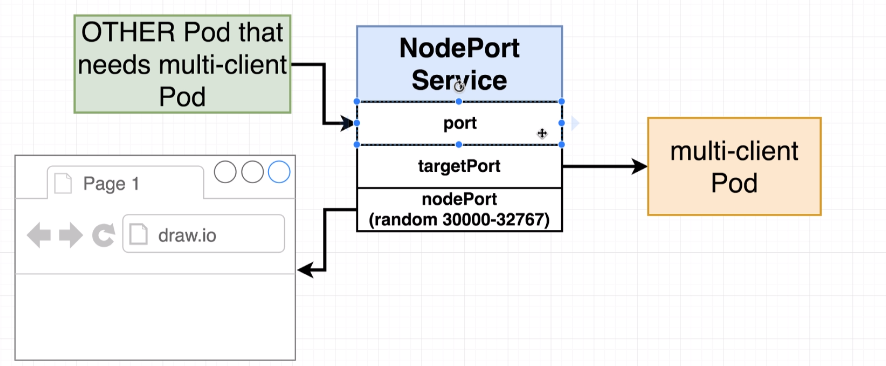 OTHER Pod that
needs multi-client
Pod
NodePort
Service
port
targetPort
nodePort
(random 30000-32767)
multi-client
Pod
Page 1
draw.io